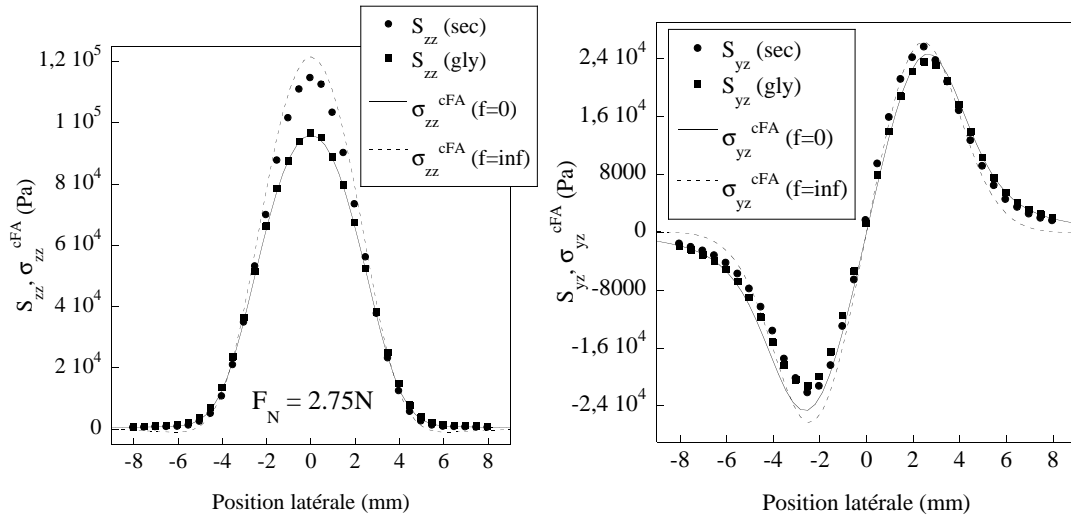 S_zz (sec)
S_zz (gly)
σ_zz^cFA (f=0)
σ_zz^cFA (f=inf)
1,2 10^5
1 10^5
8 10^4
6 10^4
4 10^4
2 10^4
0
S_zz, σ_zz^cFA (Pa)
F_N = 2.75N
-8 -6 -4 -2 0 2 4 6 8
Position latérale (mm)
S_yz (sec)
S_yz (gly)
σ_yz^cFA (f=0)
σ_yz^cFA (f=inf)
2,4 10^4
1,6 10^4
8000
0
-8000
-1,6 10^4
-2,4 10^4
S_yz, σ_yz^cFA (Pa)
-8 -6 -4 -2 0 2 4 6 8
Position latérale (mm)